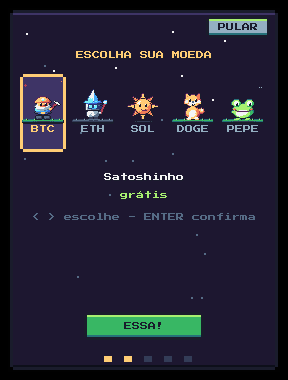 PULAR
ESCOLHA SUA MOEDA
BTC ETH SOL DOGE PEPE
Satoshinho
grátis
< > escolhe - ENTER confirma
ESSA!